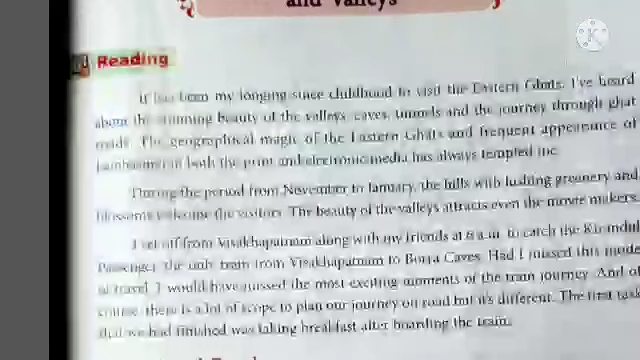 and Valleys
Reading
It has been my longing since childhood to visit the Eastern Ghats. I've heard
about the stunning beauty of the valleys, caves, tunnels and the journey through ghat
roads. The geographical magic of the Eastern Ghats and frequent appearance of
in both the print and electronic media has always tempted me.
During the period from November to January, the hills with lushing greenery and
blossoms welcome the visitors. The beauty of the valleys attracts even the movie makers.
I set off from Visakhapatnam along with my friends at 8 a.m. to catch the Kirandul
Passenger, the only train from Visakhapatnam to Borra Caves. Had I missed this mode
of travel, I would have missed the most exciting moments of the train journey. And of
course, there is a lot of scope to plan our journey on road but it's different. The first task
that we had finished was taking breakfast after boarding the train.